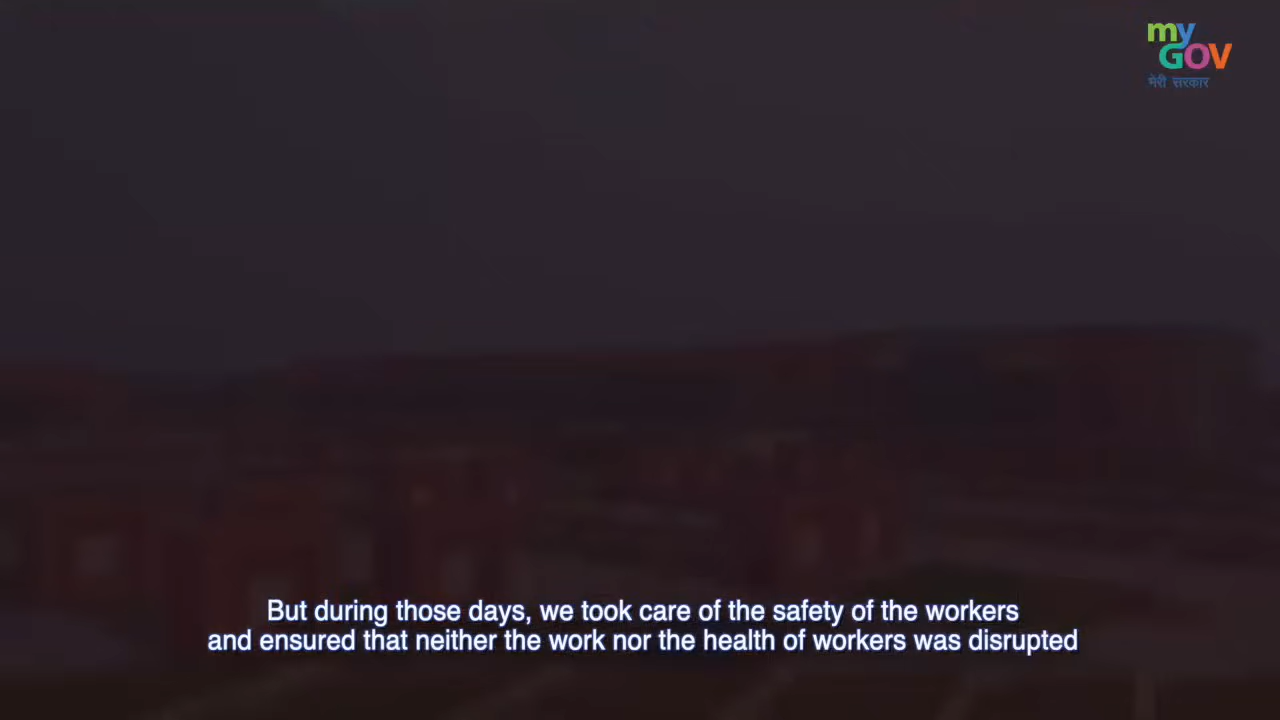 my
GOV
मेरी सरकार
But during those days, we took care of the safety of the workers
and ensured that neither the work nor the health of workers was disrupted